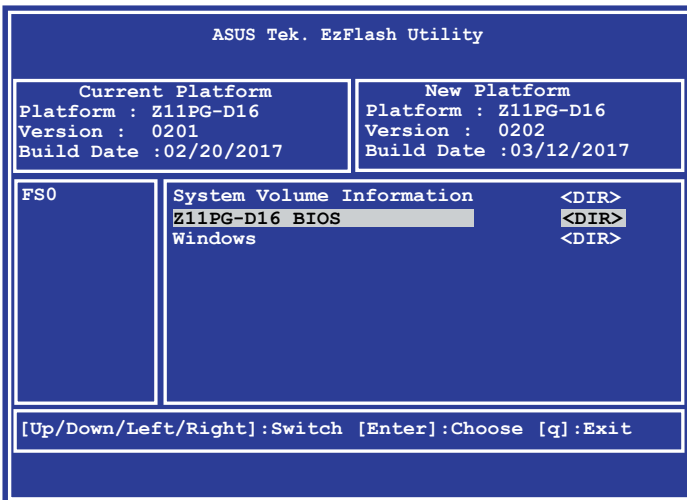 ASUS Tek. EzFlash Utility
Current Platform
Platform : Z11PG-D16
Version : 0201
Build Date :02/20/2017
New Platform
Platform : Z11PG-D16
Version : 0202
Build Date :03/12/2017
FS0
System Volume Information <DIR>
Z11PG-D16 BIOS <DIR>
Windows <DIR>
[Up/Down/Left/Right]:Switch [Enter]:Choose [q]:Exit